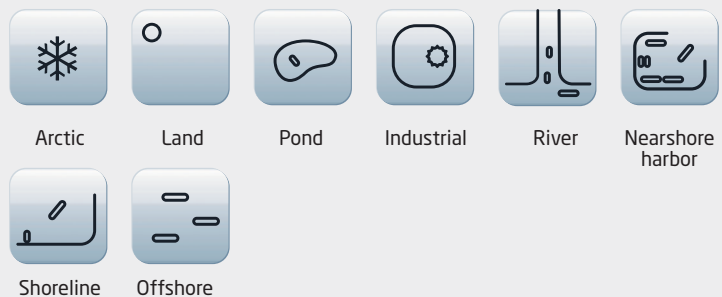 Arctic
Land
Pond
Industrial
River
Nearshore
harbor
Shoreline
Offshore